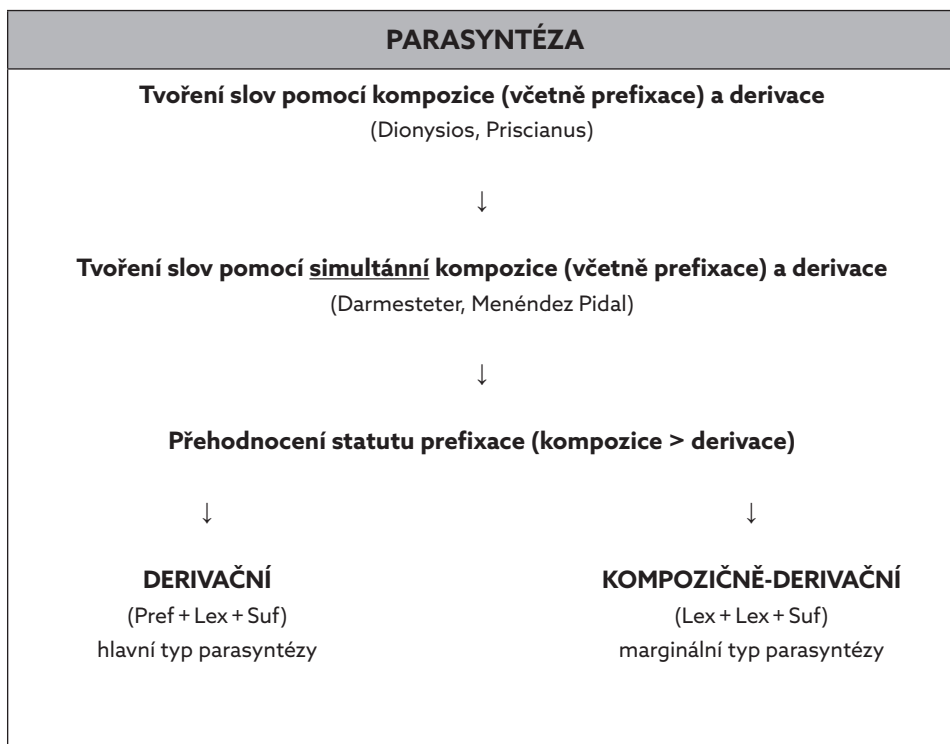 PARASYNTÉZA
Tvoření slov pomocí kompozice (včetně prefixace) a derivace
(Dionysios, Priscianus)
↓
Tvoření slov pomocí simultánní kompozice (včetně prefixace) a derivace
(Darmesteter, Menéndez Pidal)
↓
Přehodnocení statutu prefixace (kompozice > derivace)
↓ ↓
DERIVAČNÍ KOMPOZIČNĚ-DERIVAČNÍ
(Pref + Lex + Suf) (Lex + Lex + Suf)
hlavní typ parasyntézy marginální typ parasyntézy